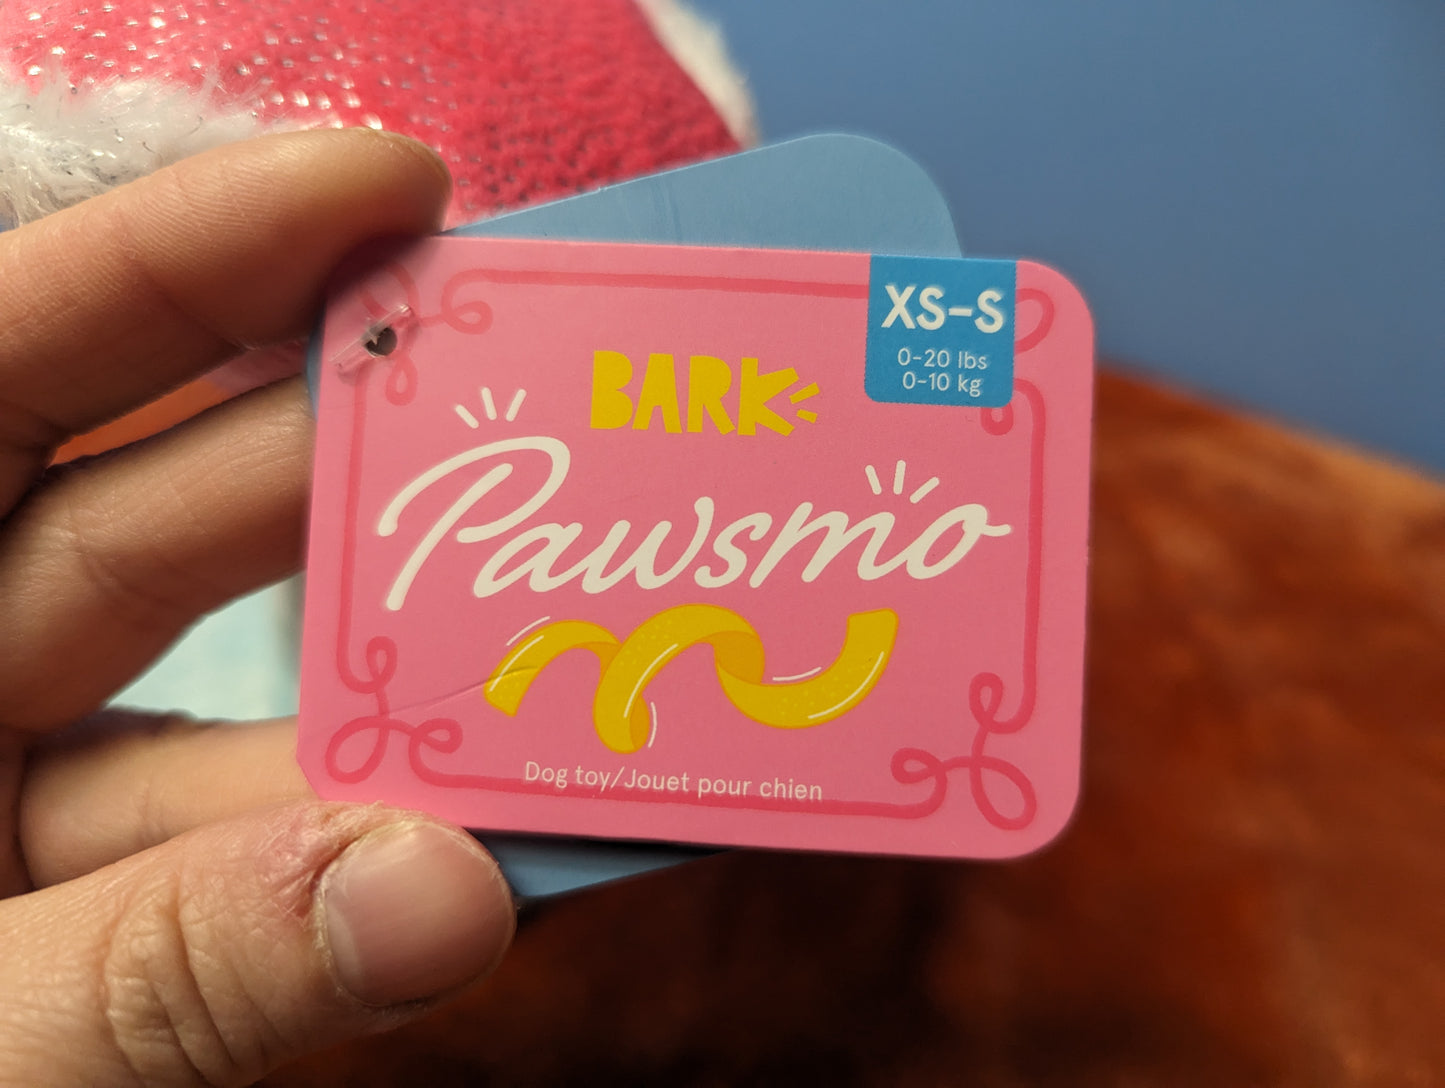 XS-S
0-20 lbs
0-10 kg
BARK
Pawsmo
Dog toy/Jouet pour chien